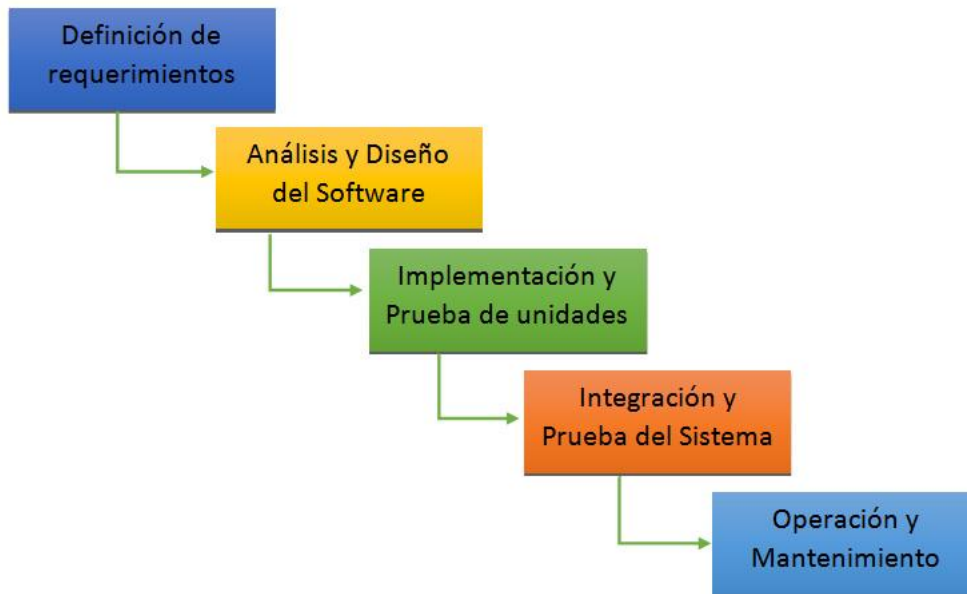 Definición de
requerimientos
Análisis y Diseño
del Software
Implementación y
Prueba de unidades
Integración y
Prueba del Sistema
Operación y
Mantenimiento